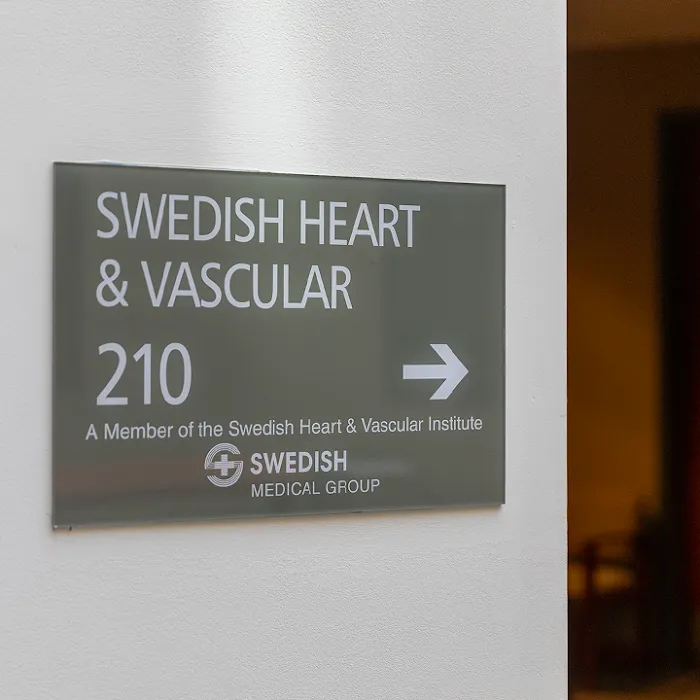 SWEDISH HEART
& VASCULAR
210
A Member of the Swedish Heart & Vascular Institute
SWEDISH
MEDICAL GROUP